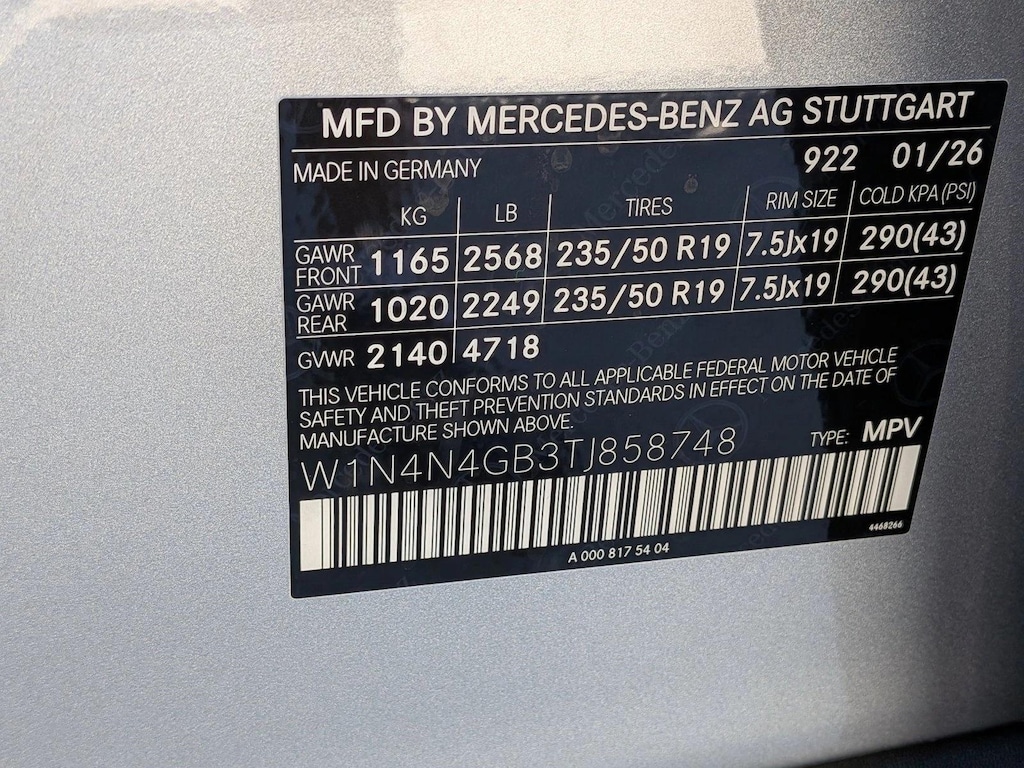 MFD BY MERCEDES-BENZ AG STUTTGART
MADE IN GERMANY 922 01/26
KG LB TIRES RIM SIZE COLD KPA (PSI)
GAWR FRONT 1165 2568 235/50 R19 7.5Jx19 290(43)
GAWR REAR 1020 2249 235/50 R19 7.5Jx19 290(43)
GVWR 2140 4718
THIS VEHICLE CONFORMS TO ALL APPLICABLE FEDERAL MOTOR VEHICLE
SAFETY AND THEFT PREVENTION STANDARDS IN EFFECT ON THE DATE OF
MANUFACTURE SHOWN ABOVE.
W1N4N4GB3TJ858748 TYPE: MPV
A 000 817 54 04
4468266